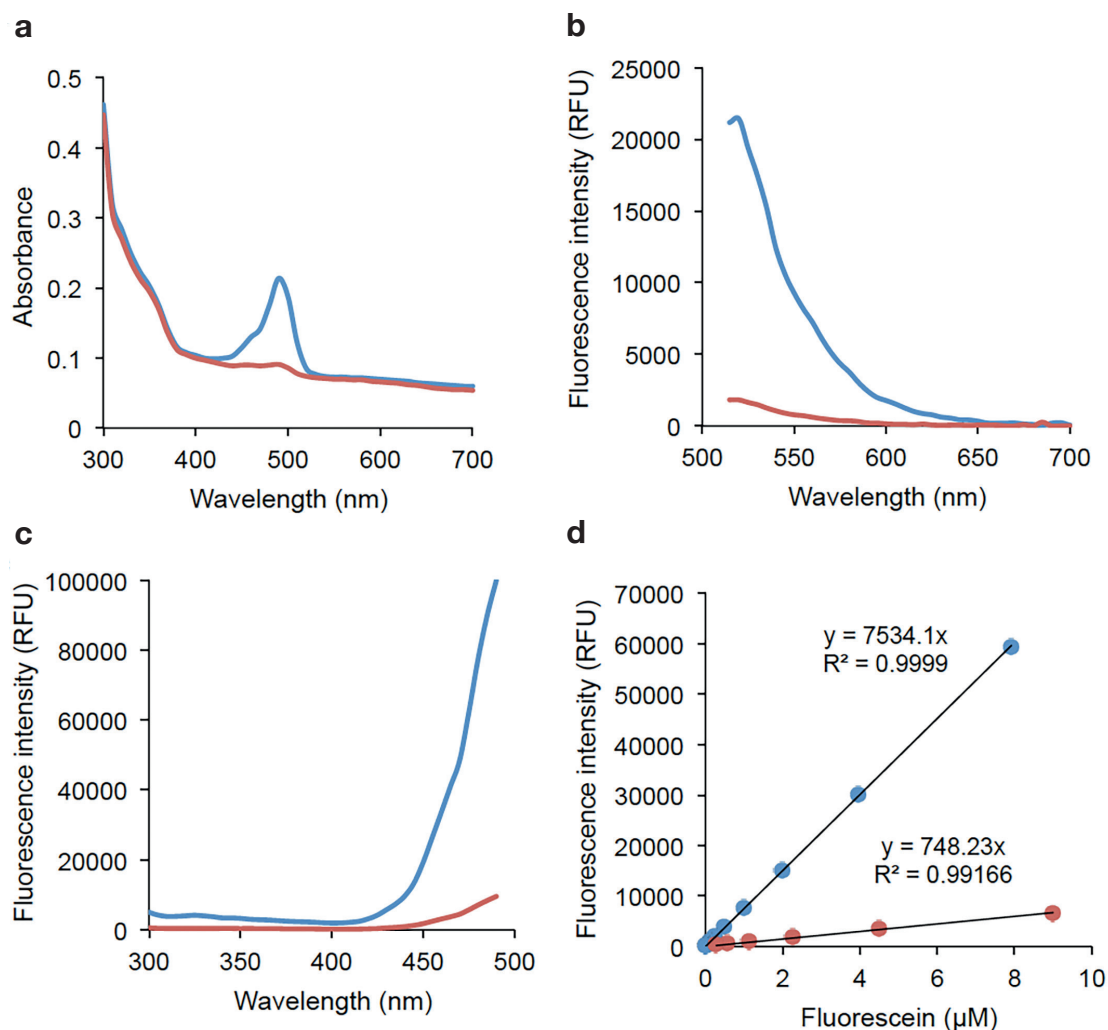 a
0.5
0.4
0.3
0.2
0.1
0
Absorbance
300 400 500 600 700
Wavelength (nm)
b
25000
20000
15000
10000
5000
0
Fluorescence intensity (RFU)
500 550 600 650 700
Wavelength (nm)
c
100000
80000
60000
40000
20000
0
Fluorescence intensity (RFU)
300 350 400 450 500
Wavelength (nm)
d
70000
60000
50000
40000
30000
20000
10000
0
Fluorescence intensity (RFU)
y = 7534.1x
R² = 0.9999
y = 748.23x
R² = 0.99166
0 2 4 6 8 10
Fluorescein (µM)